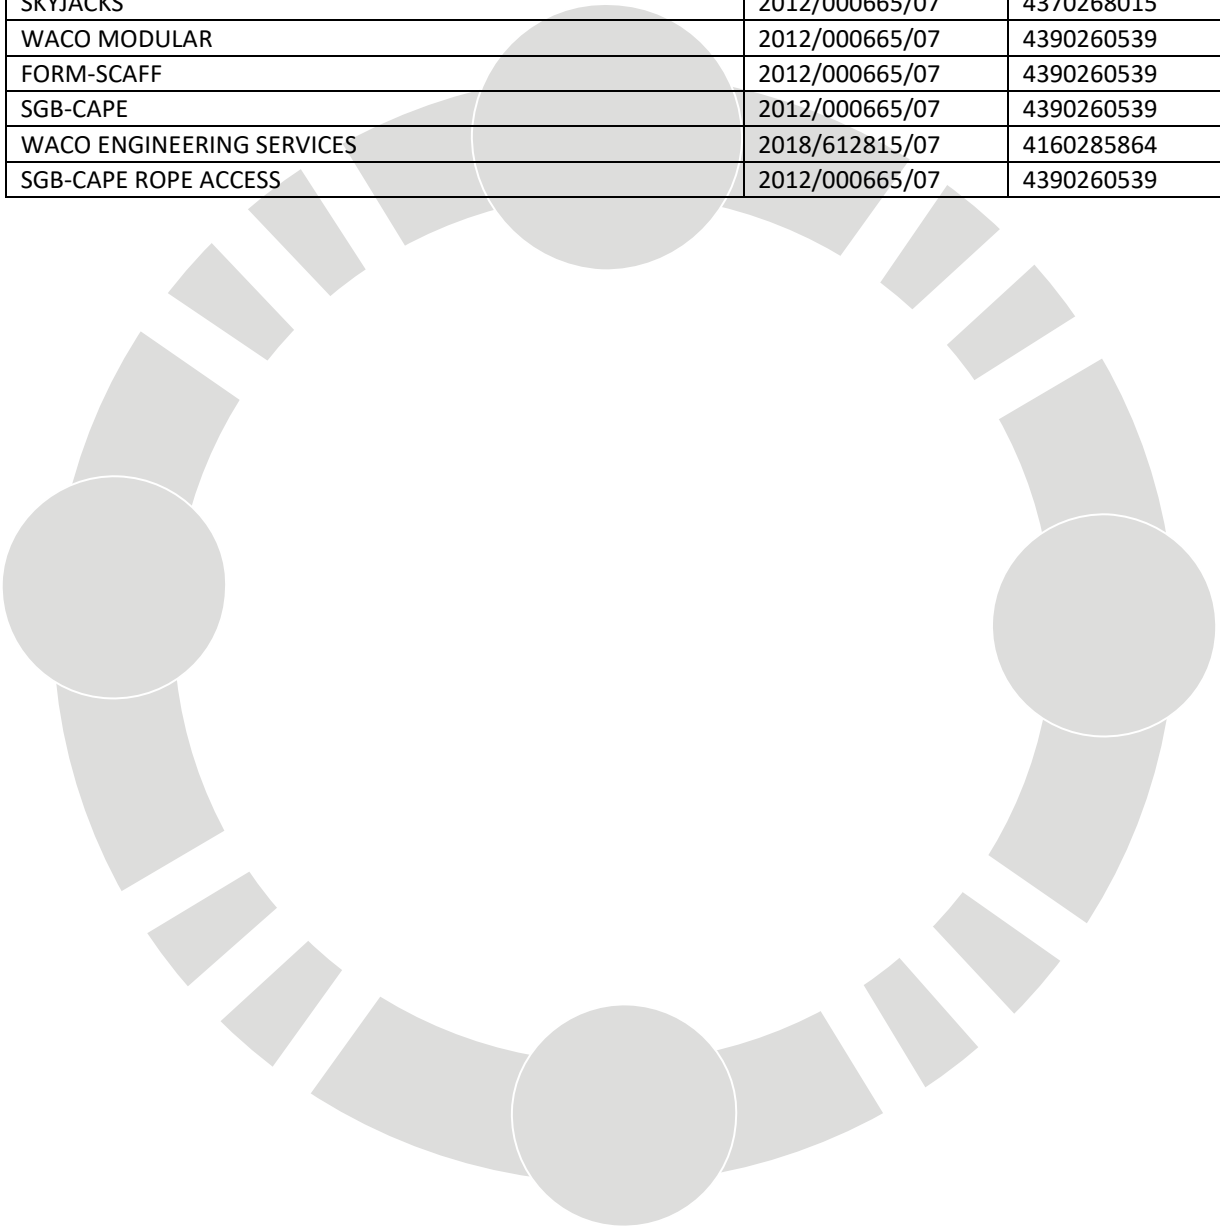 SKYJACKS 2012/000665/07 4370268015
WACO MODULAR 2012/000665/07 4390260539
FORM-SCAFF 2012/000665/07 4390260539
SGB-CAPE 2012/000665/07 4390260539
WACO ENGINEERING SERVICES 2018/612815/07 4160285864
SGB-CAPE ROPE ACCESS 2012/000665/07 4390260539